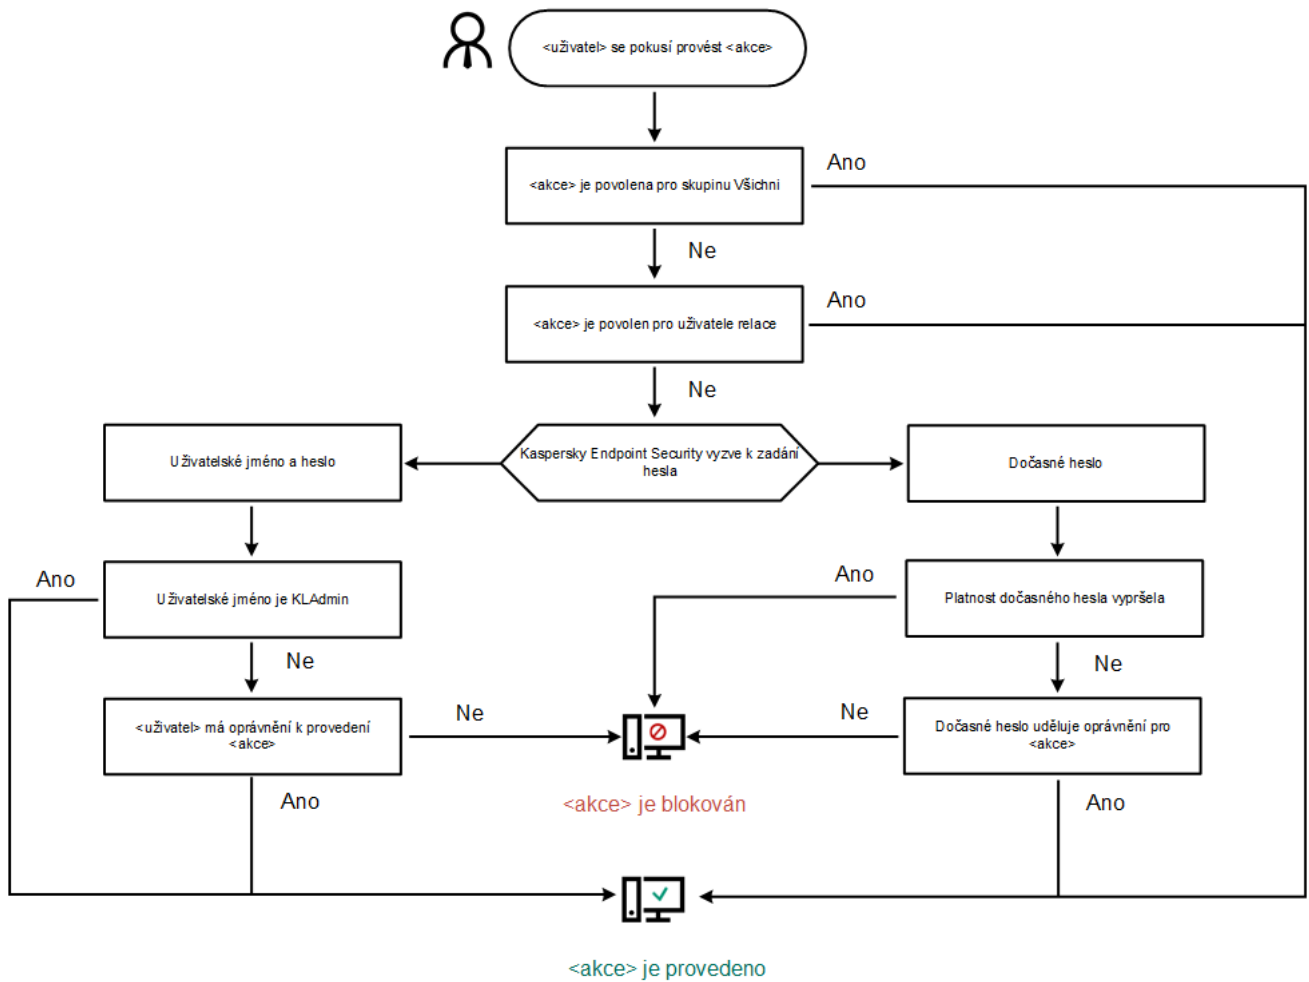 <uživatel> se pokusí provést <akce>
<akce> je povolena pro skupinu Všichni
Ano
Ne
<akce> je povolen pro uživatele relace
Ano
Ne
Uživatelské jméno a heslo
Kaspersky Endpoint Security vyzve k zadání
hesla
Dočasné heslo
Ano
Uživatelské jméno je KLAdmin
Ano
Platnost dočasného hesla vypršela
Ne
Ne
<uživatel> má oprávnění k provedení
<akce>
Ne
Ne
Dočasné heslo uděluje oprávnění pro
<akce>
Ano
<akce> je blokován
Ano
<akce> je provedeno